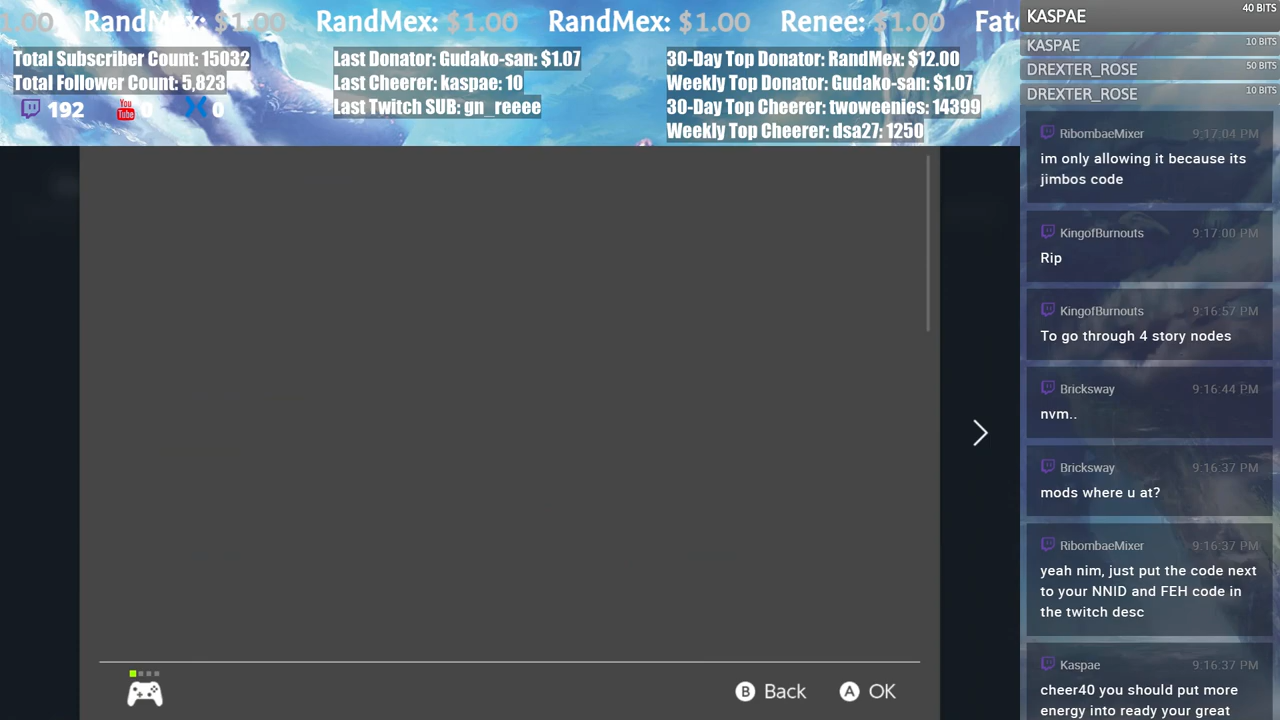 1.00 RandMex: $1.00 RandMex: $1.00 RandMex: $1.00 Renee: $1.00 Fate
Total Subscriber Count: 15032
Total Follower Count: 5,823
192 You Tube 0 0
Last Donator: Gudako-san: $1.07
Last Cheerer: kaspae: 10
Last Twitch SUB: gn_reeee
30-Day Top Donator: RandMex: $12.00
Weekly Top Donator: Gudako-san: $1.07
30-Day Top Cheerer: twoweenies: 14399
Weekly Top Cheerer: dsa27: 1250
KASPAE 40 BITS
KASPAE 10 BITS
DREXTER_ROSE 50 BITS
DREXTER_ROSE 10 BITS
RibombaeMixer 9:17:04 PM
im only allowing it because its
jimbos code
KingofBurnouts 9:17:00 PM
Rip
KingofBurnouts 9:16:57 PM
To go through 4 story nodes
Bricksway 9:16:44 PM
nvm..
Bricksway 9:16:37 PM
mods where u at?
RibombaeMixer 9:16:37 PM
yeah nim, just put the code next
to your NNID and FEH code in
the twitch desc
Kaspae 9:16:37 PM
cheer40 you should put more
energy into ready your great
B Back A OK